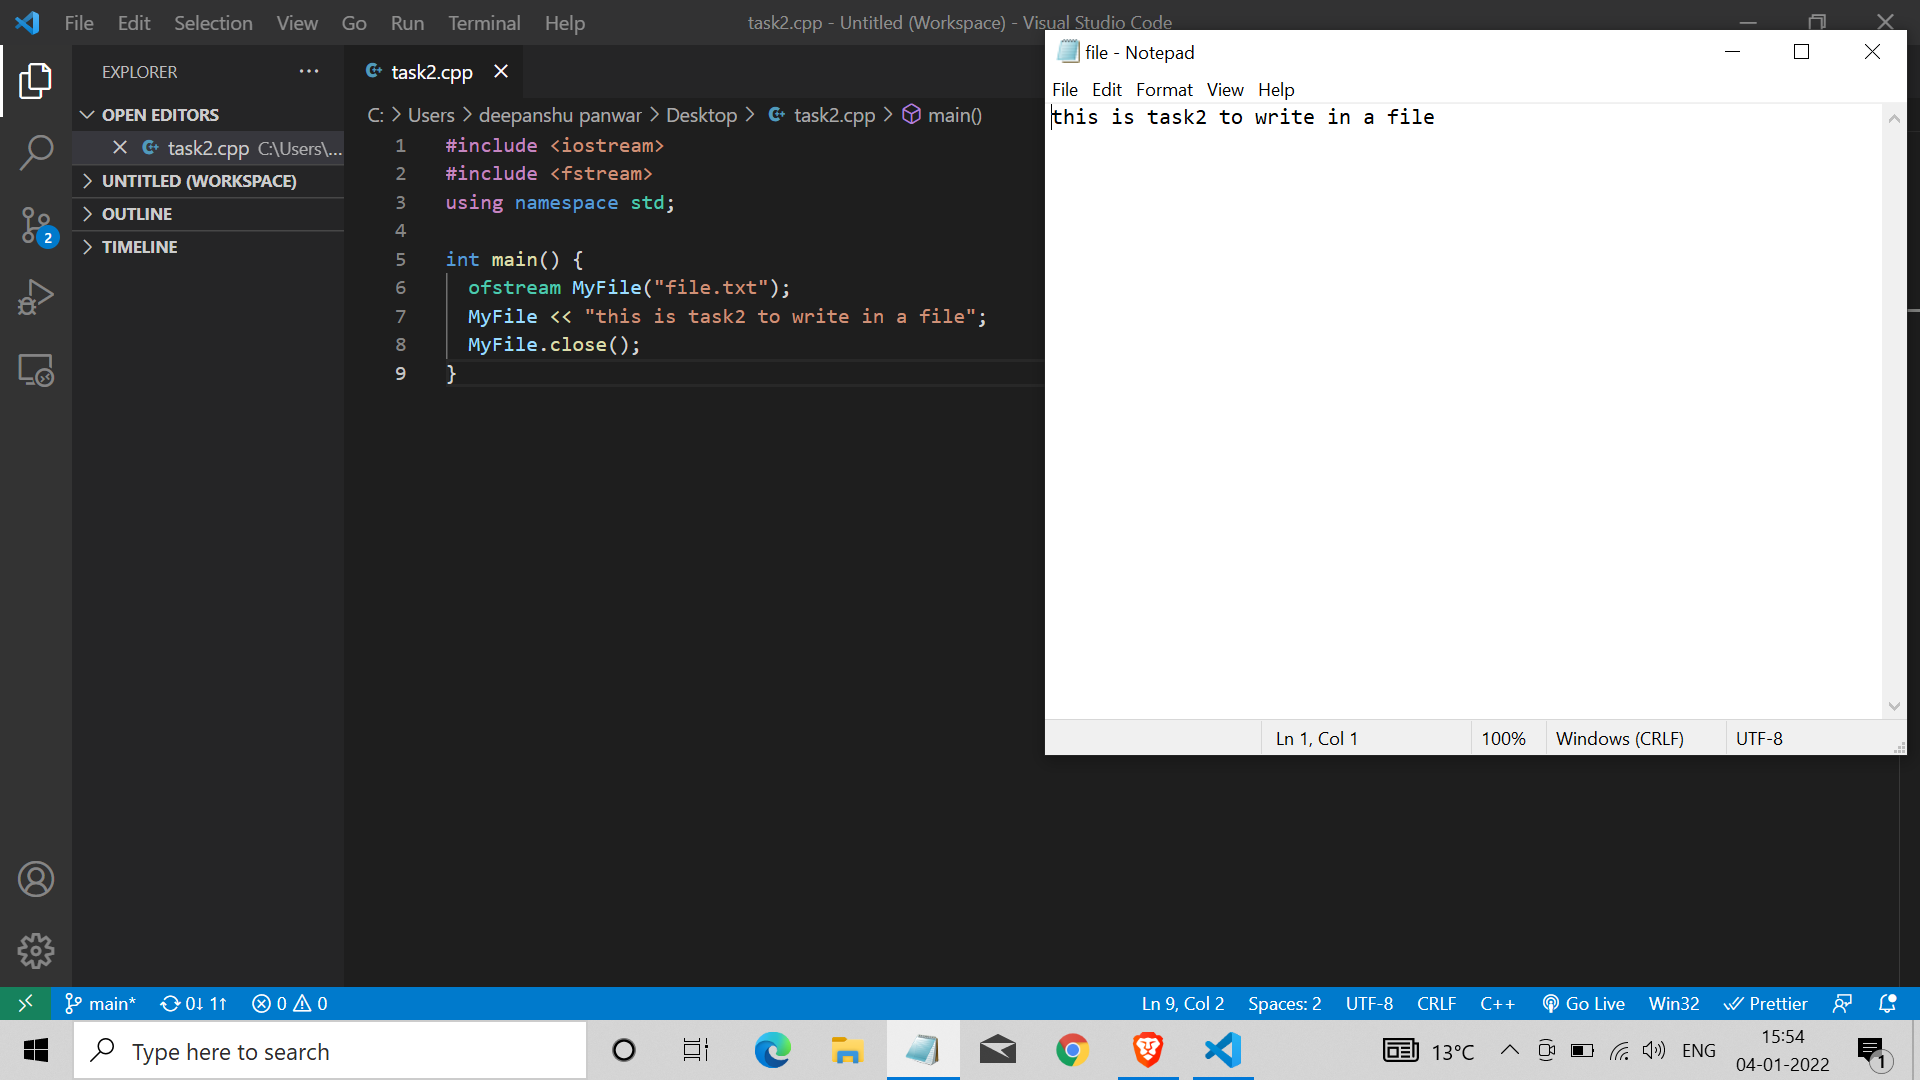 File Edit Selection View Go Run Terminal Help
task2.cpp - Untitled (Workspace) - Visual Studio Code
EXPLORER
OPEN EDITORS
task2.cpp C:\Users\...
UNTITLED (WORKSPACE)
OUTLINE
TIMELINE
2
task2.cpp
C: > Users > deepanshu panwar > Desktop > task2.cpp > main()
1 #include <iostream>
2 #include <fstream>
3 using namespace std;
4
5 int main() {
6 ofstream MyFile("file.txt");
7 MyFile << "this is task2 to write in a file";
8 MyFile.close();
9 }
file - Notepad
File Edit Format View Help
this is task2 to write in a file
Ln 1, Col 1 100% Windows (CRLF) UTF-8
main* 0↓ 1↑ 0 0 Ln 9, Col 2 Spaces: 2 UTF-8 CRLF C++ Go Live Win32 Prettier
Type here to search
13°C ENG
15:54
04-01-2022
1